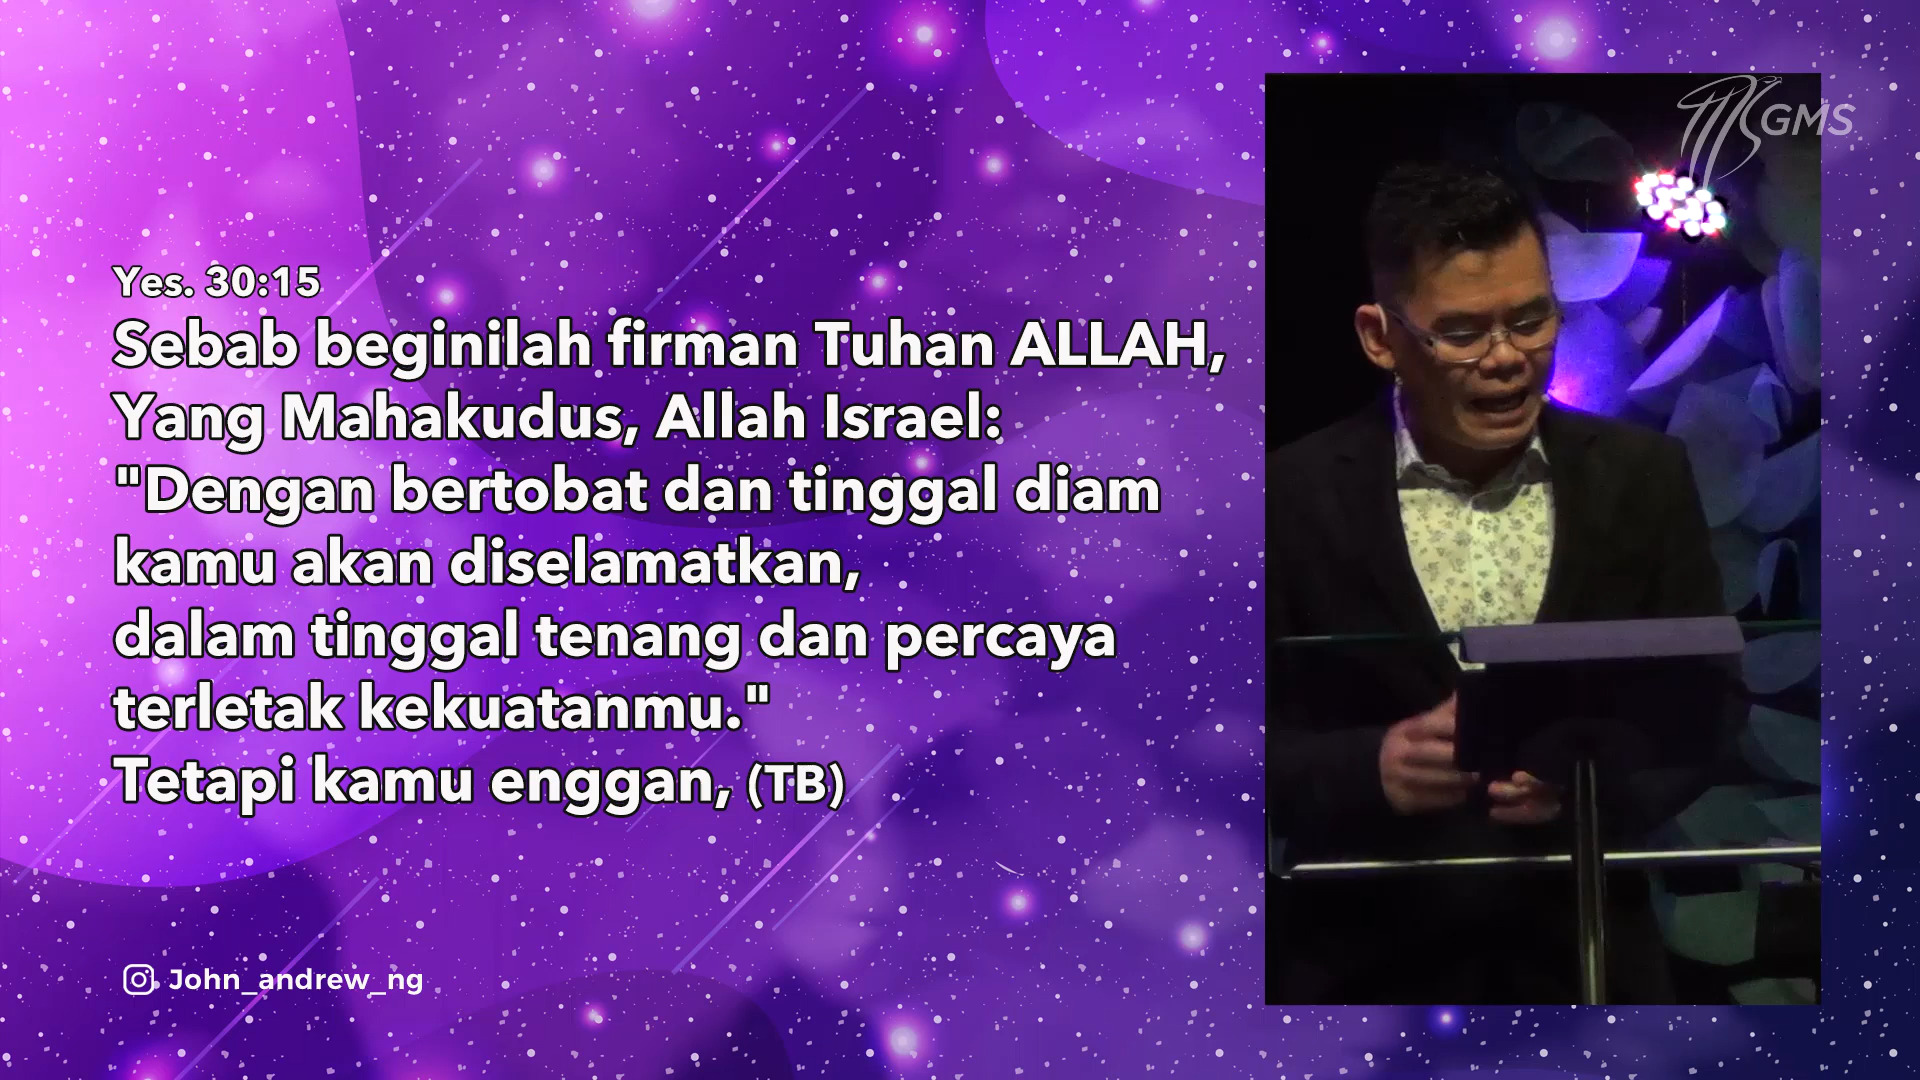 GMS
Yes. 30:15
Sebab beginilah firman Tuhan ALLAH,
Yang Mahakudus, Allah Israel:
"Dengan bertobat dan tinggal diam
kamu akan diselamatkan,
dalam tinggal tenang dan percaya
terletak kekuatanmu."
Tetapi kamu enggan, (TB)
John_andrew_ng